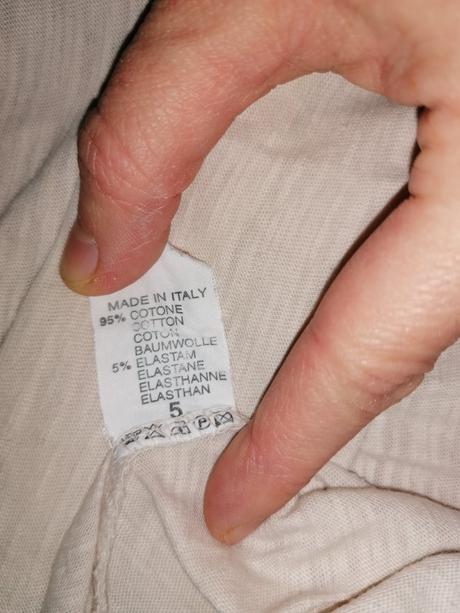 MADE IN ITALY
95% COTONE
COTTON
COTON
BAUMWOLLE
5% ELASTAM
ELASTANE
ELASTHANNE
ELASTHAN
5
P